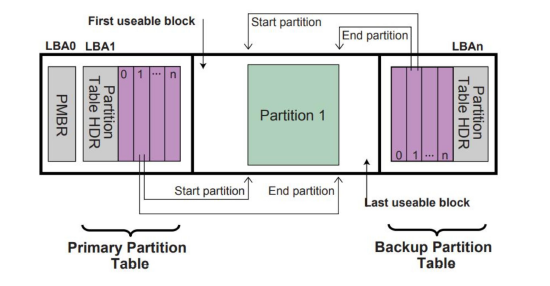 First useable block
Start partition
End partition
LBA0 LBA1
LBAn
PMBR
Partition
Table HDR
0 1 ... n
Partition 1
Partition
Table HDR
0 1 ... n
Start partition
End partition
Last useable block
Primary Partition
Table
Backup Partition
Table